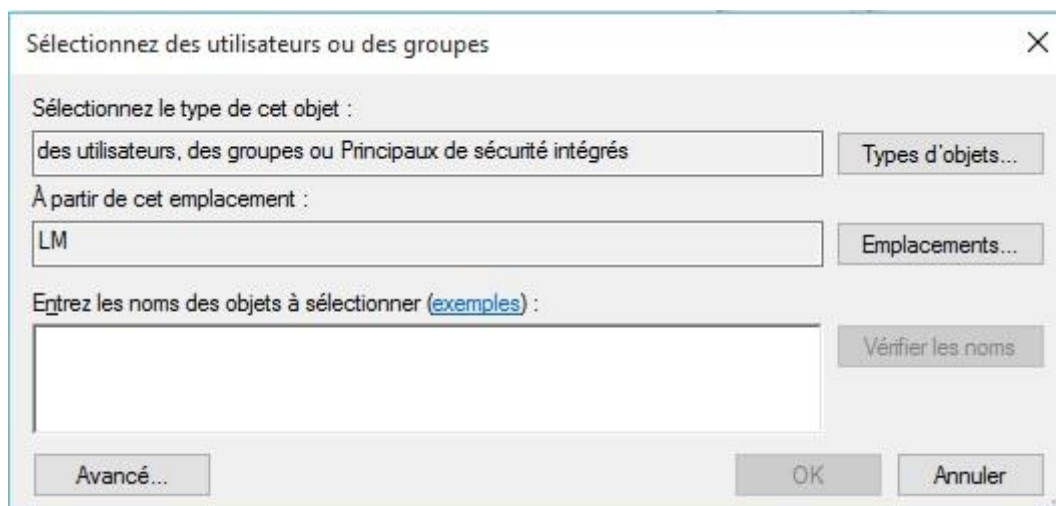 Sélectionnez des utilisateurs ou des groupes
Sélectionnez le type de cet objet :
des utilisateurs, des groupes ou Principaux de sécurité intégrés
Types d'objets...
À partir de cet emplacement :
LM
Emplacements...
Entrez les noms des objets à sélectionner (exemples) :
Vérifier les noms
Avancé...
OK
Annuler